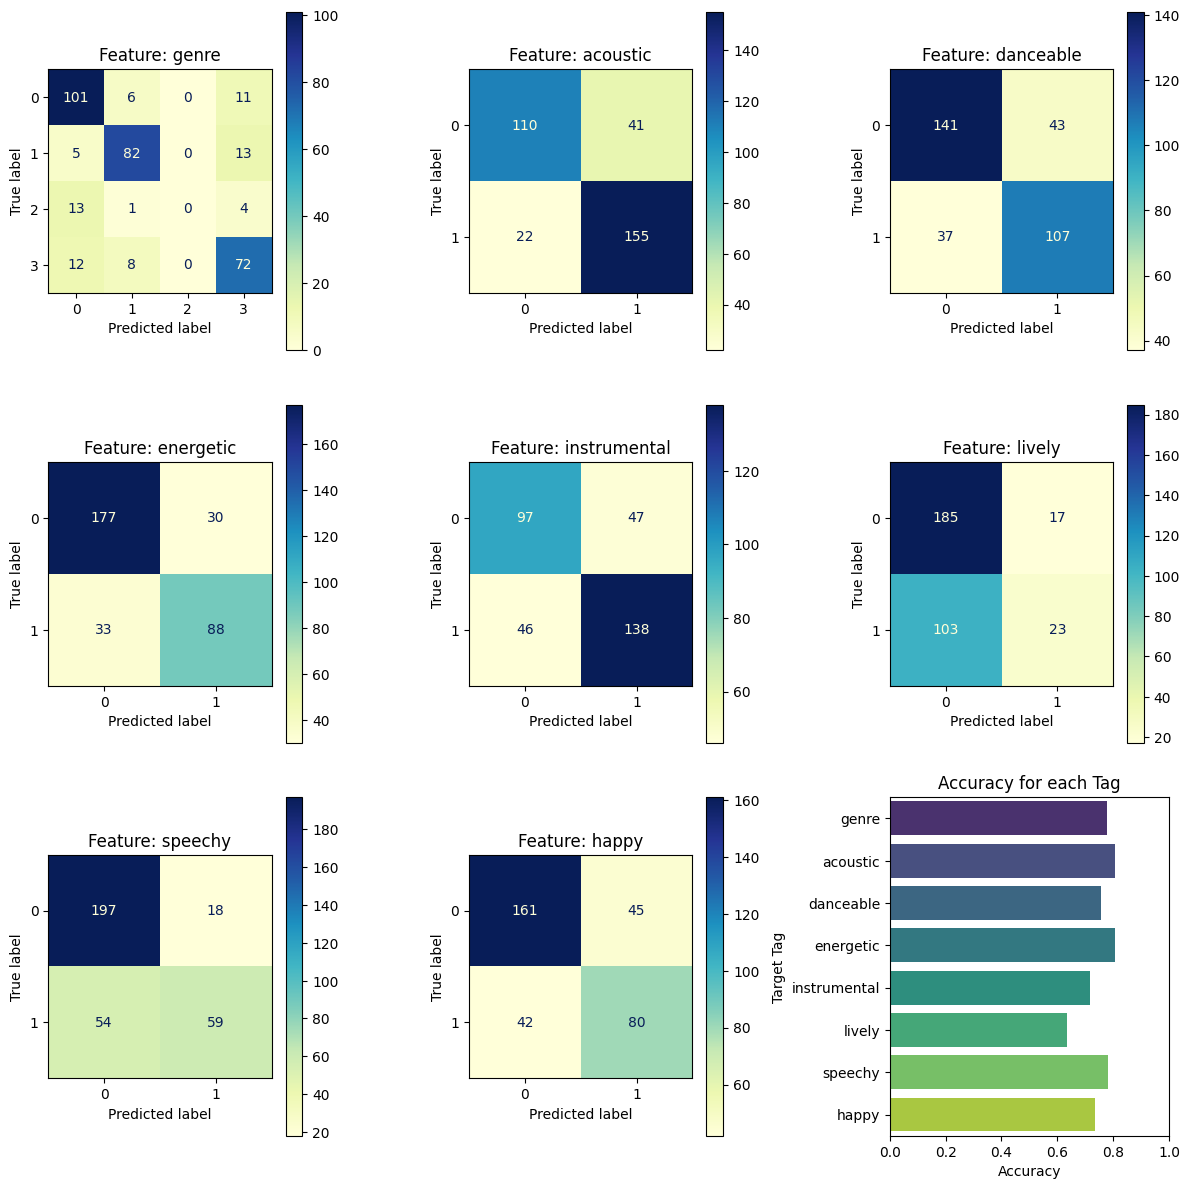 Feature: genre
True label
0
1
2
3
101 6 0 11
5 82 0 13
13 1 0 4
12 8 0 72
0 1 2 3
Predicted label
100
80
60
40
20
0
Feature: acoustic
True label
0
1
110 41
22 155
0 1
Predicted label
140
120
100
80
60
40
Feature: danceable
True label
0
1
141 43
37 107
0 1
Predicted label
140
120
100
80
60
40
Feature: energetic
True label
0
1
177 30
33 88
0 1
Predicted label
160
140
120
100
80
60
40
Feature: instrumental
True label
0
1
97 47
46 138
0 1
Predicted label
120
100
80
60
Feature: lively
True label
0
1
185 17
103 23
0 1
Predicted label
180
160
140
120
100
80
60
40
20
Feature: speechy
True label
0
1
197 18
54 59
0 1
Predicted label
180
160
140
120
100
80
60
40
20
Feature: happy
True label
0
1
161 45
42 80
0 1
Predicted label
160
140
120
100
80
60
Accuracy for each Tag
Target Tag
genre
acoustic
danceable
energetic
instrumental
lively
speechy
happy
0.0 0.2 0.4 0.6 0.8 1.0
Accuracy